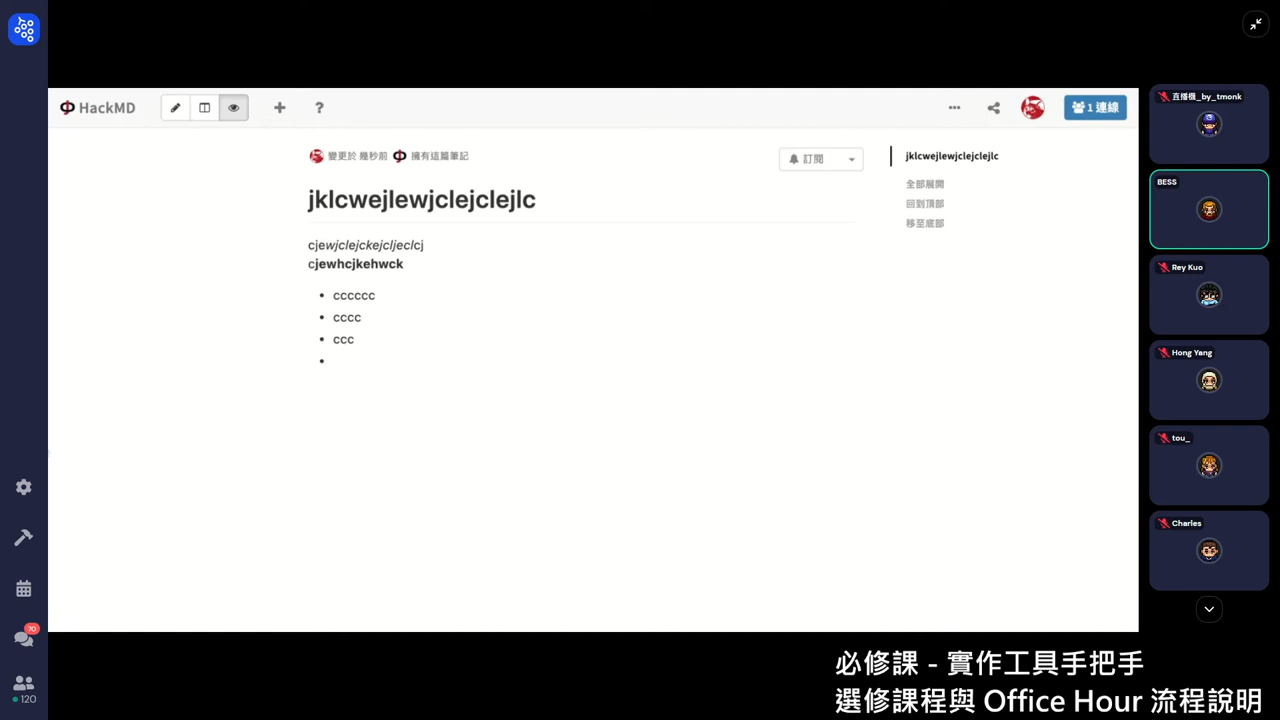 HackMD
1 連線
直播機_by_tmonk
變更於 幾秒前 擁有這篇筆記
訂閱
jklcwejlewjclejclejlc
jklcwejlewjclejclejlc
全部展開
回到頂部
移至底部
cjewjclejckejcljeclcj
cjewhcjkehwck
cccccc
cccc
ccc
BESS
Rey Kuo
Hong Yang
tou_
Charles
70
120
必修課 - 實作工具手把手
選修課程與 Office Hour 流程說明